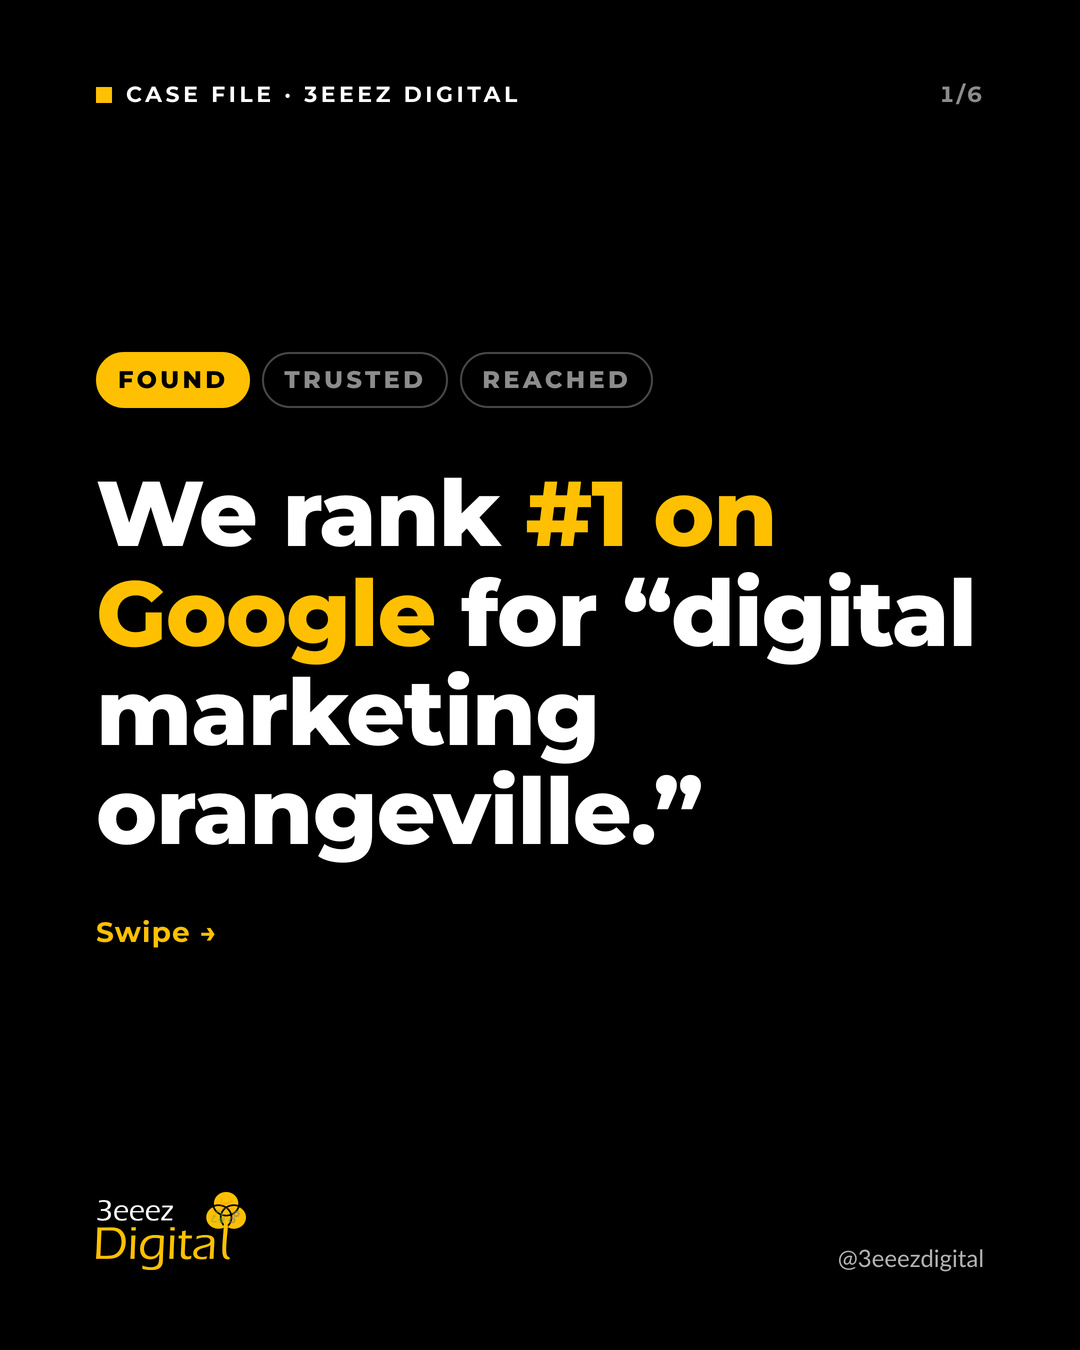 CASE FILE · 3EEEZ DIGITAL
1/6
FOUND TRUSTED REACHED
We rank #1 on
Google for “digital
marketing
orangeville.”
Swipe →
3eeez
Digital
@3eeezdigital